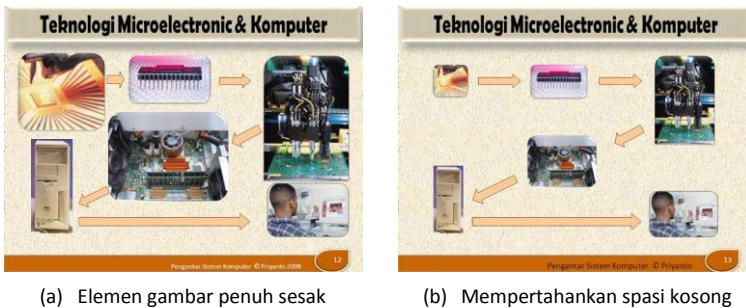 Teknologi Microelectronic & Komputer
Pengantar Sistem Komputer © Priyanto 2008
12
(a) Elemen gambar penuh sesak
Teknologi Microelectronic & Komputer
Pengantar Sistem Komputer © Priyanto
13
(b) Mempertahankan spasi kosong